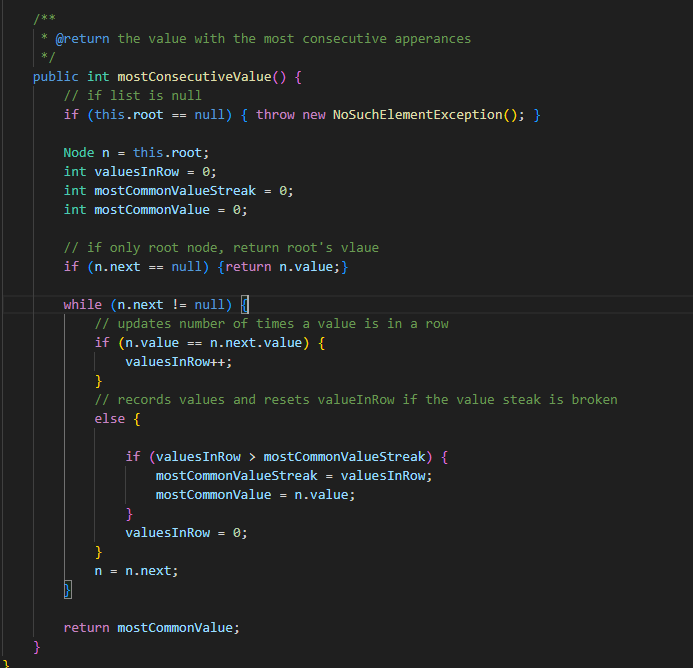 /**
* @return the value with the most consecutive apperances
*/
public int mostConsecutiveValue() {
// if list is null
if (this.root == null) { throw new NoSuchElementException(); }
Node n = this.root;
int valuesInRow = 0;
int mostCommonValueStreak = 0;
int mostCommonValue = 0;
// if only root node, return root's vlaue
if (n.next == null) {return n.value;}
while (n.next != null) {
// updates number of times a value is in a row
if (n.value == n.next.value) {
valuesInRow++;
}
// records values and resets valueInRow if the value steak is broken
else {
if (valuesInRow > mostCommonValueStreak) {
mostCommonValueStreak = valuesInRow;
mostCommonValue = n.value;
}
valuesInRow = 0;
}
n = n.next;
}
return mostCommonValue;
}
}